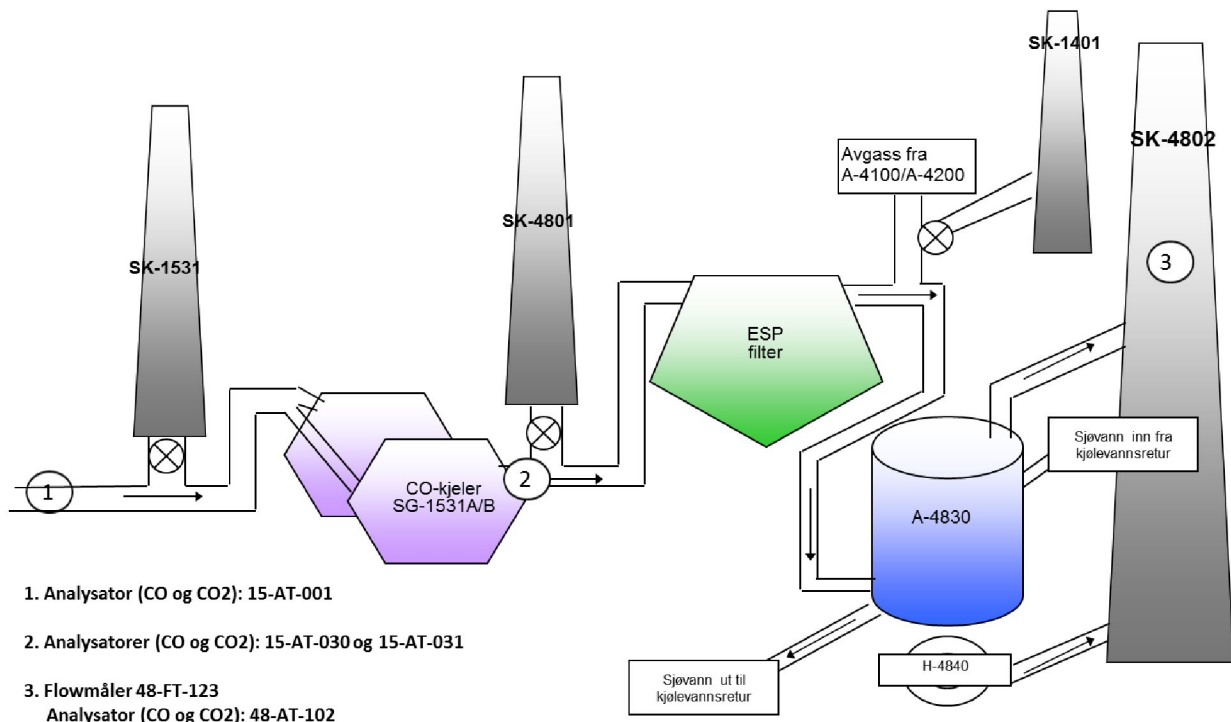 SK-1401
SK-4802
Avgass fra
A-4100/A-4200
SK-4801
SK-1531
3
ESP
filter
Sjøvann inn fra
kjølevannsretur
1
2
CO-kjeler
SG-1531A/B
A-4830
1. Analysator (CO og CO2): 15-AT-001
2. Analysatorer (CO og CO2): 15-AT-030 og 15-AT-031
3. Flowmåler 48-FT-123
Analysator (CO og CO2): 48-AT-102
Sjøvann ut til
kjølevannsretur
H-4840